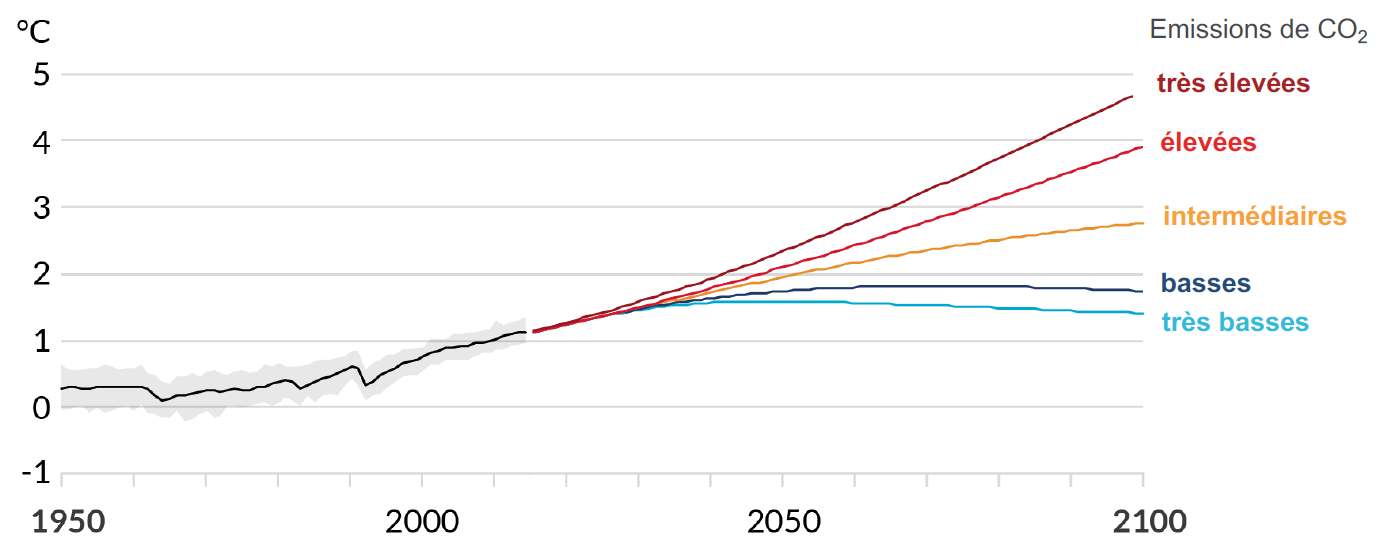 °C
Emissions de CO₂
5
très élevées
4
élevées
3
intermédiaires
2
basses
très basses
1
0
-1
1950 2000 2050 2100